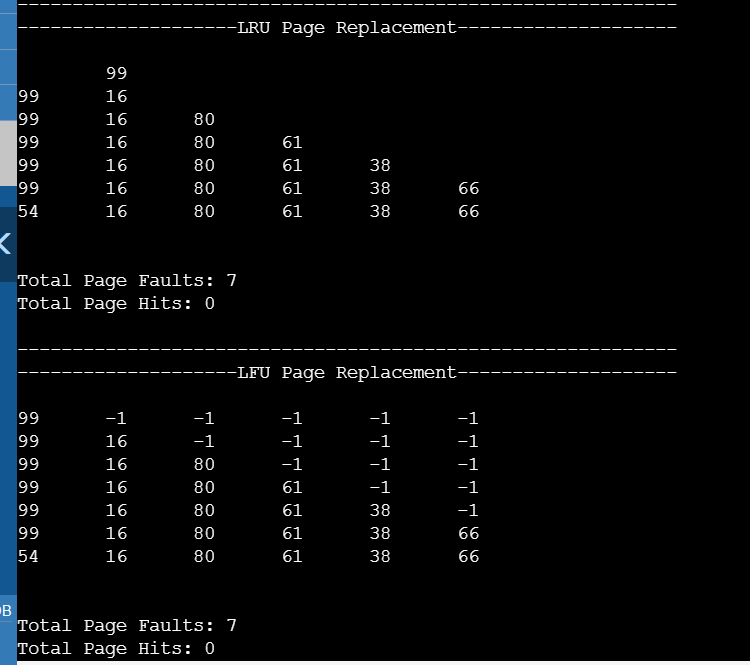 ------------------------------------------------------------
--------------------LRU Page Replacement--------------------
99
99 16
99 16 80
99 16 80 61
99 16 80 61 38
99 16 80 61 38 66
54 16 80 61 38 66
Total Page Faults: 7
Total Page Hits: 0
------------------------------------------------------------
--------------------LFU Page Replacement--------------------
99 -1 -1 -1 -1 -1
99 16 -1 -1 -1 -1
99 16 80 -1 -1 -1
99 16 80 61 -1 -1
99 16 80 61 38 -1
99 16 80 61 38 66
54 16 80 61 38 66
Total Page Faults: 7
Total Page Hits: 0